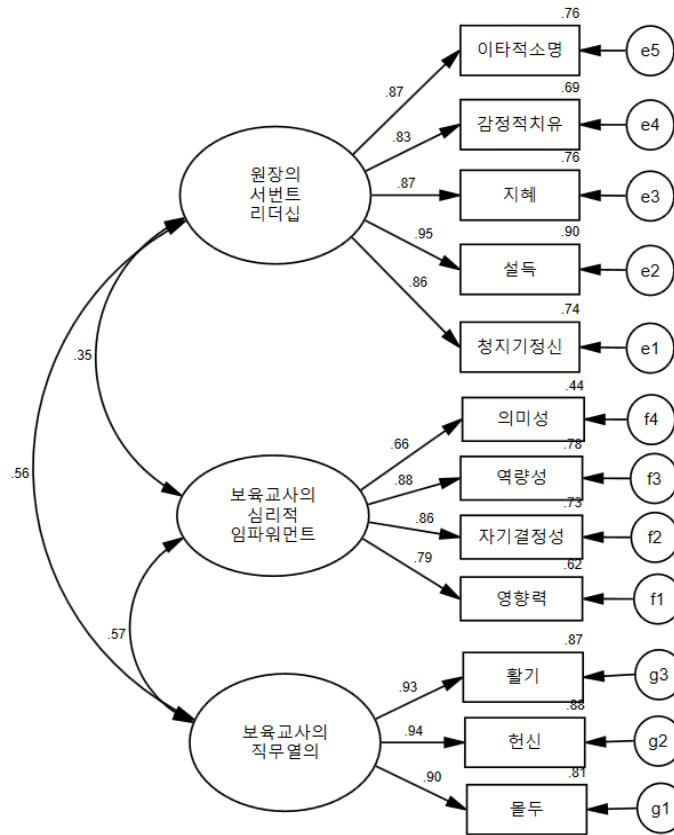 .76
이타적소명
e5
.87
.69
감정적치유
e4
.83
.76
지혜
e3
.87
원장의
서번트
리더십
.95
.90
설득
e2
.86
.74
청지기정신
e1
.35
.44
의미성
f4
.66
.78
역량성
f3
.88
.56
보육교사의
심리적
임파워먼트
.73
자기결정성
f2
.86
.62
영향력
f1
.79
.57
.87
활기
g3
.93
.88
헌신
g2
.94
보육교사의
직무열의
.81
몰두
g1
.90